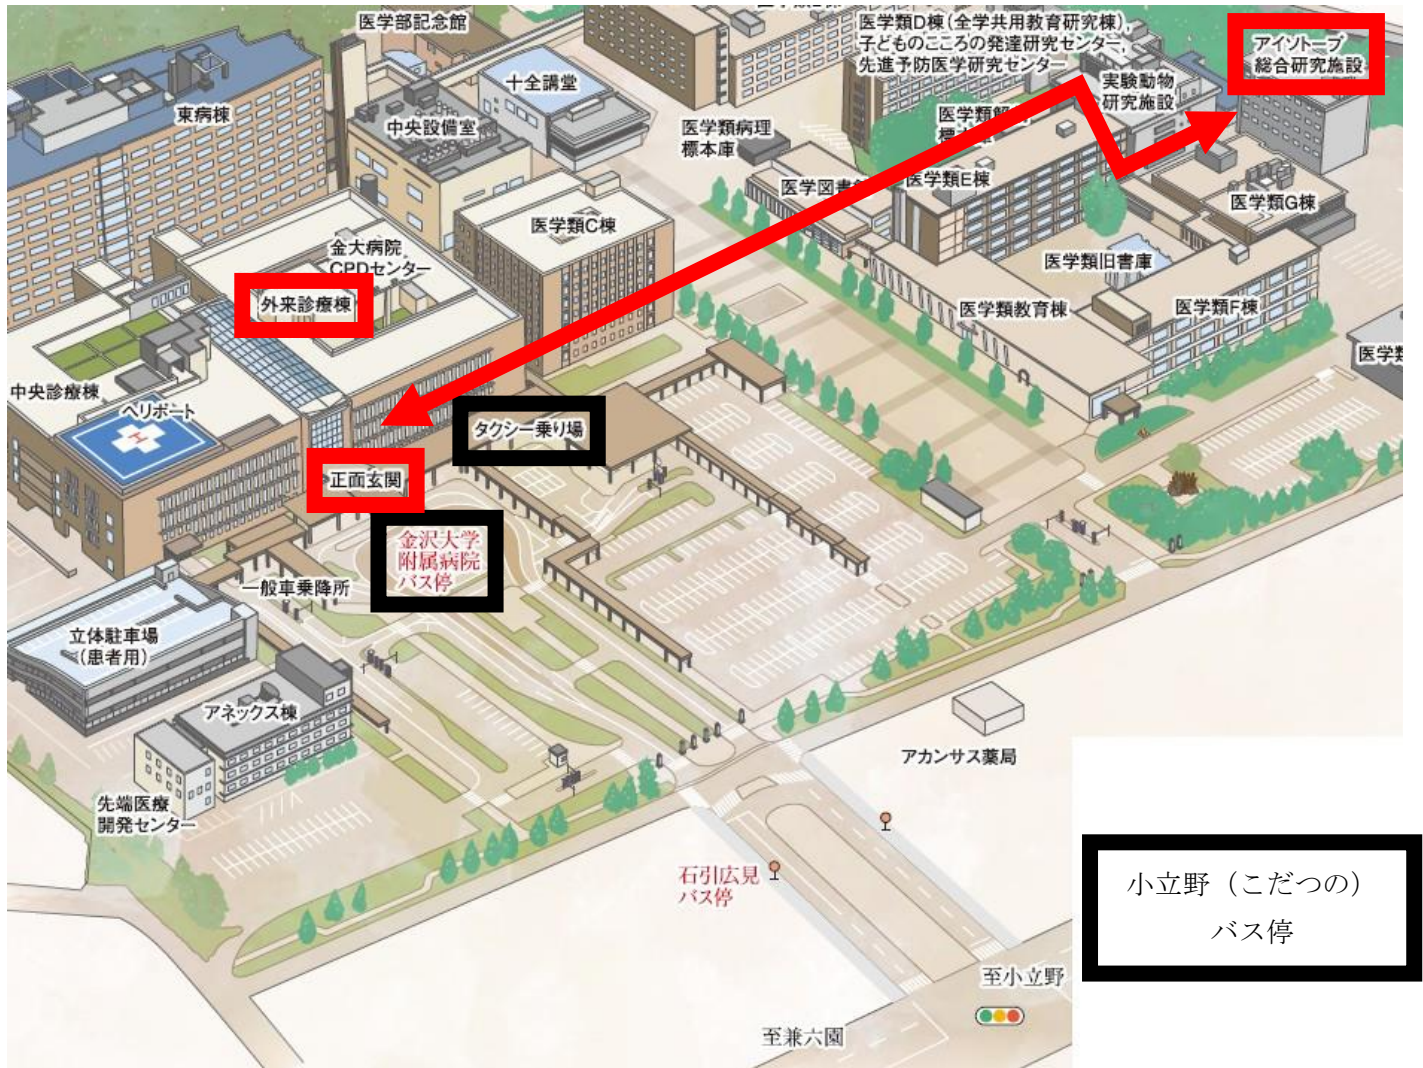 医学部記念館
医学類D棟(全学共用教育研究棟),
子どものこころの発達研究センター,
先進予防医学研究センター
アイソトープ
総合研究施設
実験動物
研究施設
十全講堂
東病棟
中央設備室
医学類病理
標本庫
医学類解
医学図書
医学類E棟
医学類G棟
医学類C棟
金大病院
CPDセンター
医学類旧書庫
外来診療棟
医学類教育棟
医学類F棟
医学類
中央診療棟
ヘリポート
H
タクシー乗り場
正面玄関
金沢大学
附属病院
バス停
一般車乗降所
立体駐車場
(患者用)
アネックス棟
アカンサス薬局
先端医療
開発センター
石引広見
バス停
小立野（こだつの）
バス停
至小立野
至兼六園